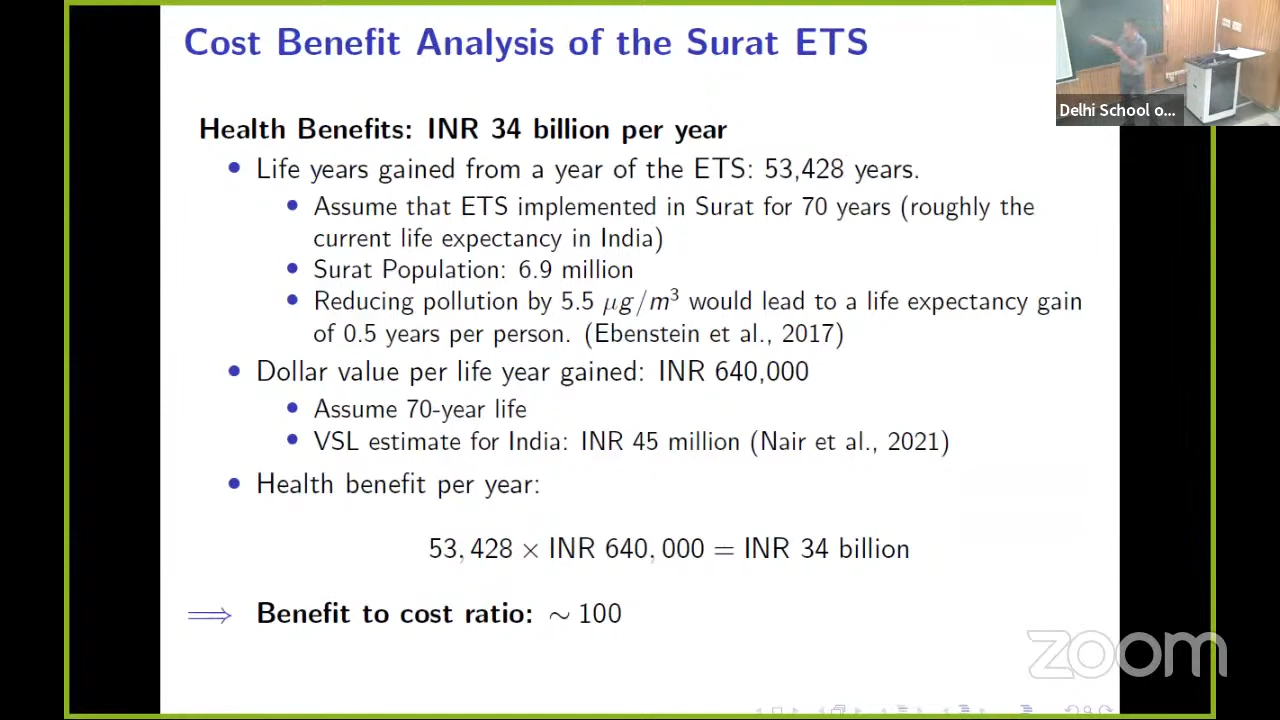 Cost Benefit Analysis of the Surat ETS
Delhi School o...
Health Benefits: INR 34 billion per year
Life years gained from a year of the ETS: 53,428 years.
Assume that ETS implemented in Surat for 70 years (roughly the
current life expectancy in India)
Surat Population: 6.9 million
Reducing pollution by 5.5 μg/m³ would lead to a life expectancy gain
of 0.5 years per person. (Ebenstein et al., 2017)
Dollar value per life year gained: INR 640,000
Assume 70-year life
VSL estimate for India: INR 45 million (Nair et al., 2021)
Health benefit per year:
53,428 × INR 640,000 = INR 34 billion
⟹ Benefit to cost ratio: ∼ 100
zoom